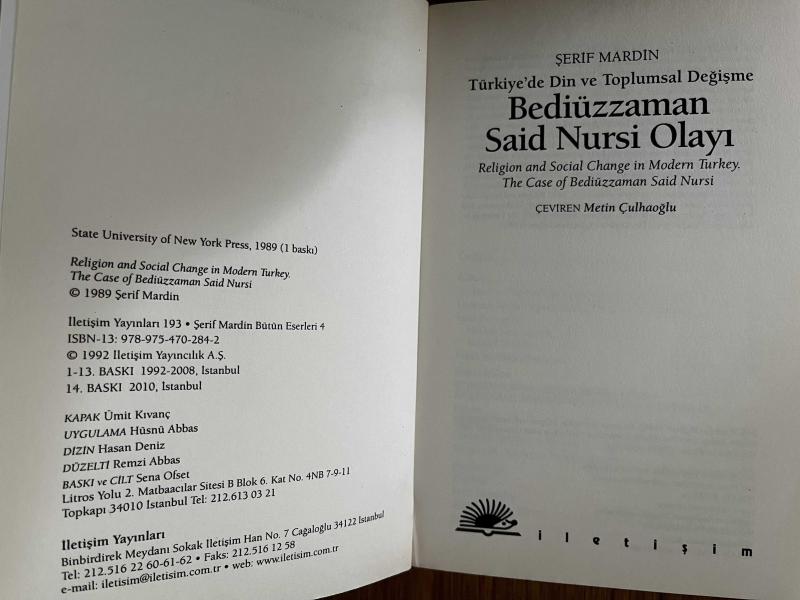 State University of New York Press, 1989 (1 baskı)
Religion and Social Change in Modern Turkey.
The Case of Bediüzzaman Said Nursi
© 1989 Şerif Mardin
İletişim Yayınları 193 • Şerif Mardin Bütün Eserleri 4
ISBN-13: 978-975-470-284-2
© 1992 İletişim Yayıncılık A.Ş.
1-13. BASKI 1992-2008, İstanbul
14. BASKI 2010, İstanbul
KAPAK Ümit Kıvanç
UYGULAMA Hüsnü Abbas
DİZİN Hasan Deniz
DÜZELTİ Remzi Abbas
BASKI ve CİLT Sena Ofset
Litros Yolu 2. Matbaacılar Sitesi B Blok 6. Kat No. 4NB 7-9-11
Topkapı 34010 İstanbul Tel: 212.613 03 21
İletişim Yayınları
Binbirdirek Meydanı Sokak İletişim Han No. 7 Cağaloğlu 34122 İstanbul
Tel: 212.516 22 60-61-62 • Faks: 212.516 12 58
e-mail: iletisim@iletisim.com.tr • web: www.iletisim.com.tr
ŞERİF MARDİN
Türkiye'de Din ve Toplumsal Değişme
Bediüzzaman
Said Nursi Olayı
Religion and Social Change in Modern Turkey.
The Case of Bediüzzaman Said Nursi
ÇEVİREN Metin Çulhaoğlu
iletişim